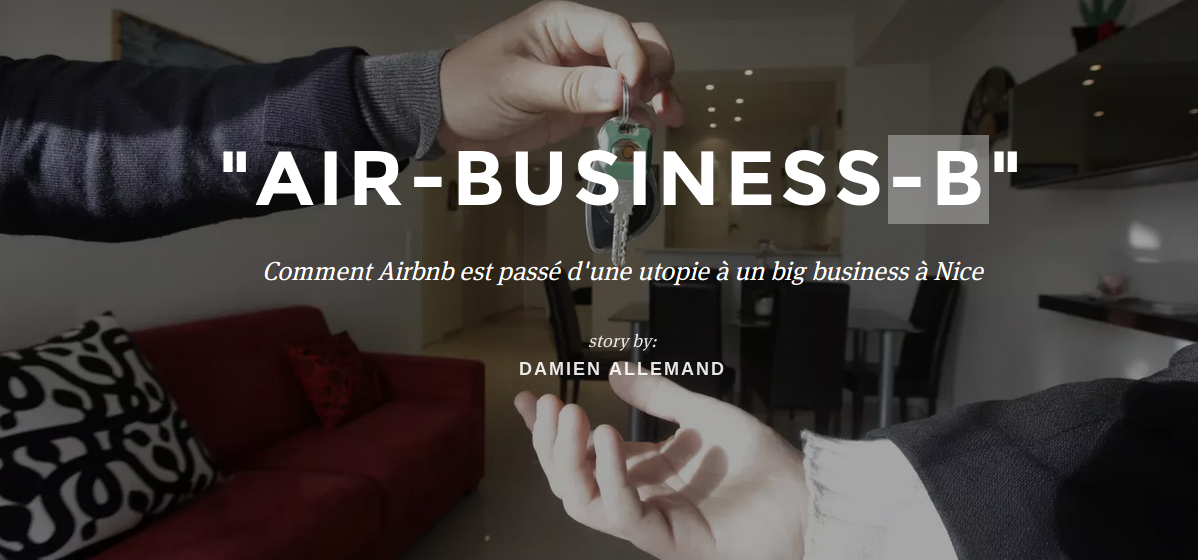 "AIR-BUSINESS-B"
Comment Airbnb est passé d'une utopie à un big business à Nice
story by:
DAMIEN ALLEMAND